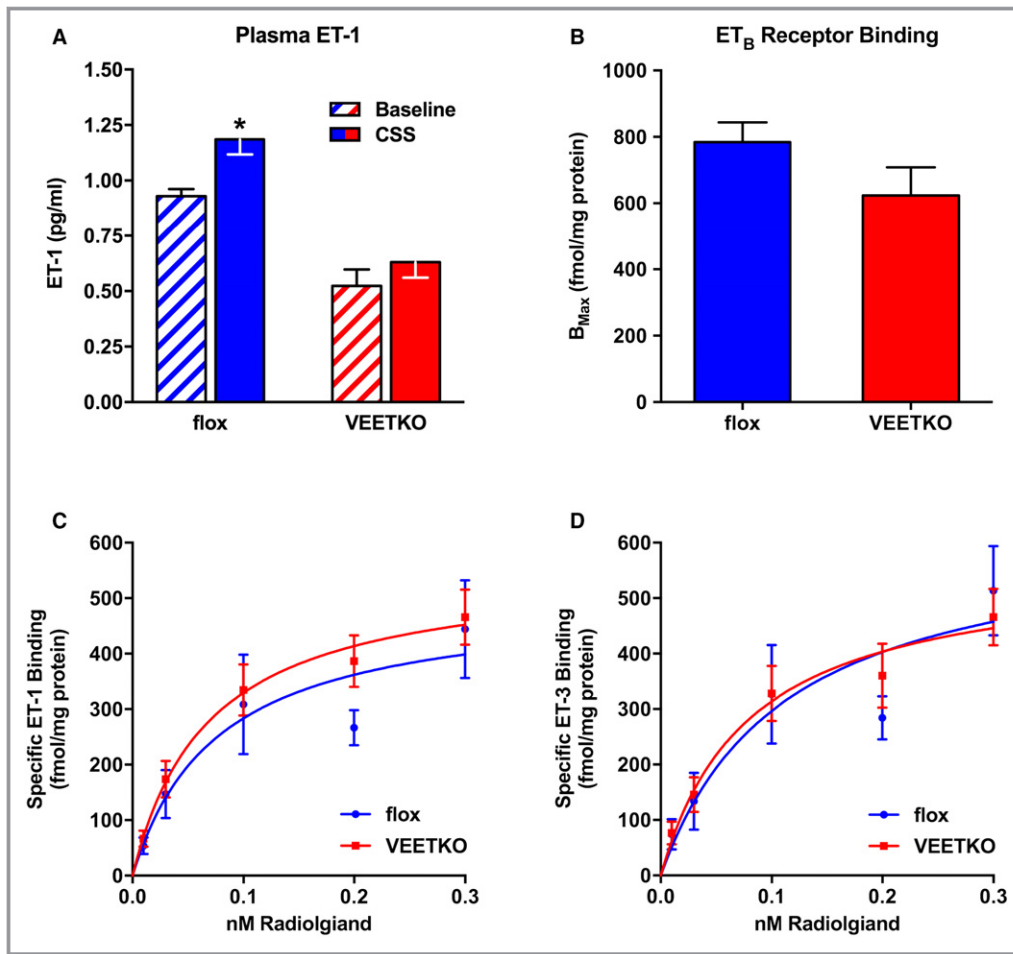 A
Plasma ET-1
1.50
1.25
1.00
0.75
0.50
0.25
0.00
ET-1 (pg/ml)
*
Baseline
CSS
flox
VEETKO
B
ET_B Receptor Binding
1000
800
600
400
200
0
B_Max (fmol/mg protein)
flox
VEETKO
C
600
500
400
300
200
100
0
Specific ET-1 Binding
(fmol/mg protein)
flox
VEETKO
0.0
0.1
0.2
0.3
nM Radiolgiand
D
600
500
400
300
200
100
0
Specific ET-3 Binding
(fmol/mg protein)
flox
VEETKO
0.0
0.1
0.2
0.3
nM Radiolgiand